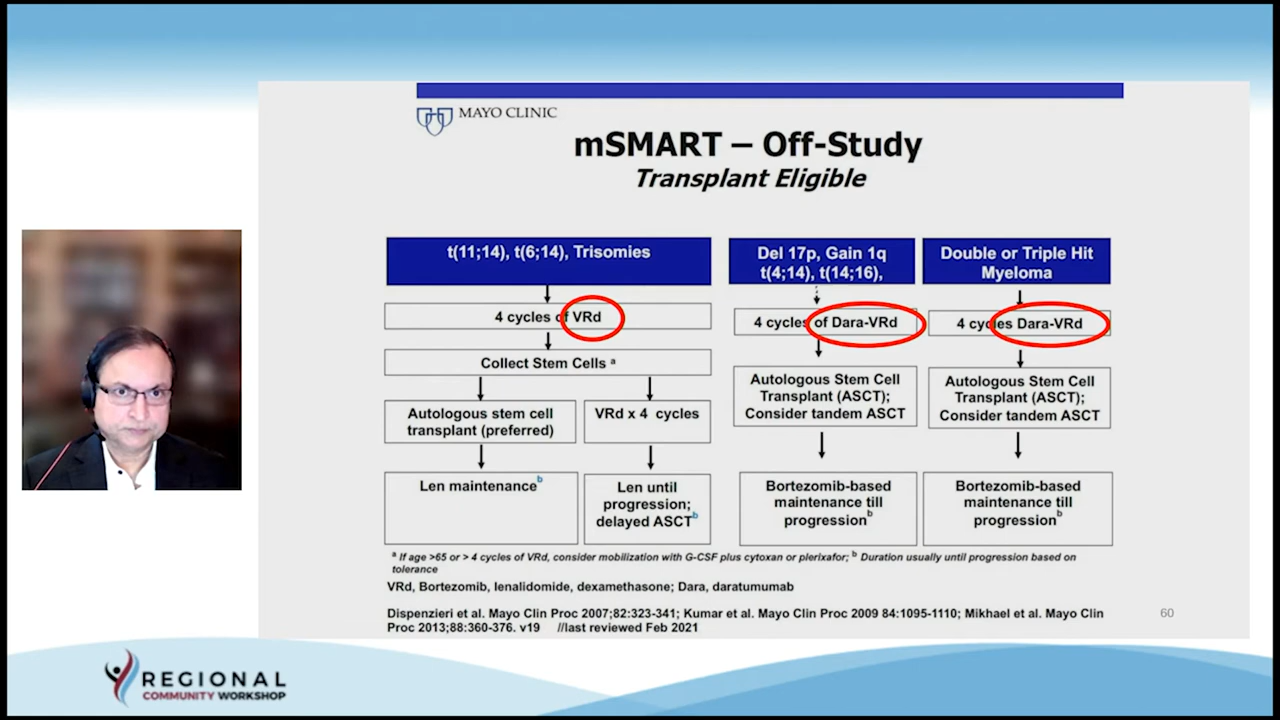 MAYO CLINIC
mSMART – Off-Study
Transplant Eligible
t(11;14), t(6;14), Trisomies
4 cycles of VRd
Collect Stem Cells a
Autologous stem cell
transplant (preferred)
VRd x 4 cycles
Len maintenance b
Len until
progression;
delayed ASCT b
Del 17p, Gain 1q
t(4;14), t(14;16),
4 cycles of Dara-VRd
Autologous Stem Cell
Transplant (ASCT);
Consider tandem ASCT
Bortezomib-based
maintenance till
progression b
Double or Triple Hit
Myeloma
4 cycles Dara-VRd
Autologous Stem Cell
Transplant (ASCT);
Consider tandem ASCT
Bortezomib-based
maintenance till
progression b
a If age >65 or > 4 cycles of VRd, consider mobilization with G-CSF plus cytoxan or plerixafor; b Duration usually until progression based on
tolerance
VRd, Bortezomib, lenalidomide, dexamethasone; Dara, daratumumab
Dispenzieri et al. Mayo Clin Proc 2007;82:323-341; Kumar et al. Mayo Clin Proc 2009 84:1095-1110; Mikhael et al. Mayo Clin
Proc 2013;88:360-376. v19 //last reviewed Feb 2021
60
REGIONAL
COMMUNITY WORKSHOP